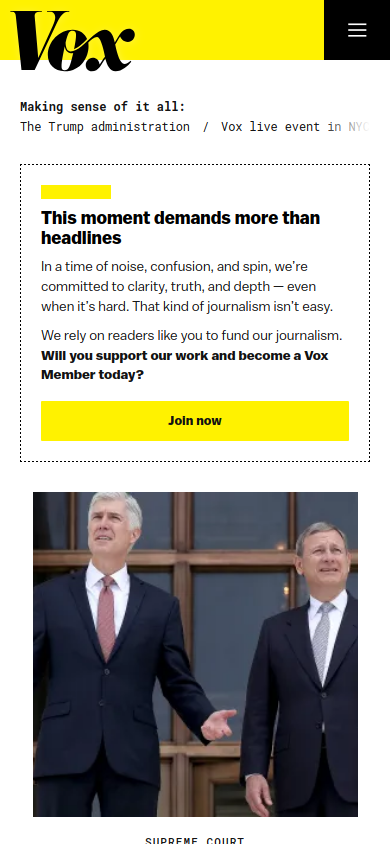 Vox
Making sense of it all:
The Trump administration / Vox live event in NYC
This moment demands more than
headlines
In a time of noise, confusion, and spin, we're
committed to clarity, truth, and depth — even
when it's hard. That kind of journalism isn't easy.
We rely on readers like you to fund our journalism.
Will you support our work and become a Vox
Member today?
Join now
SUPREME COURT